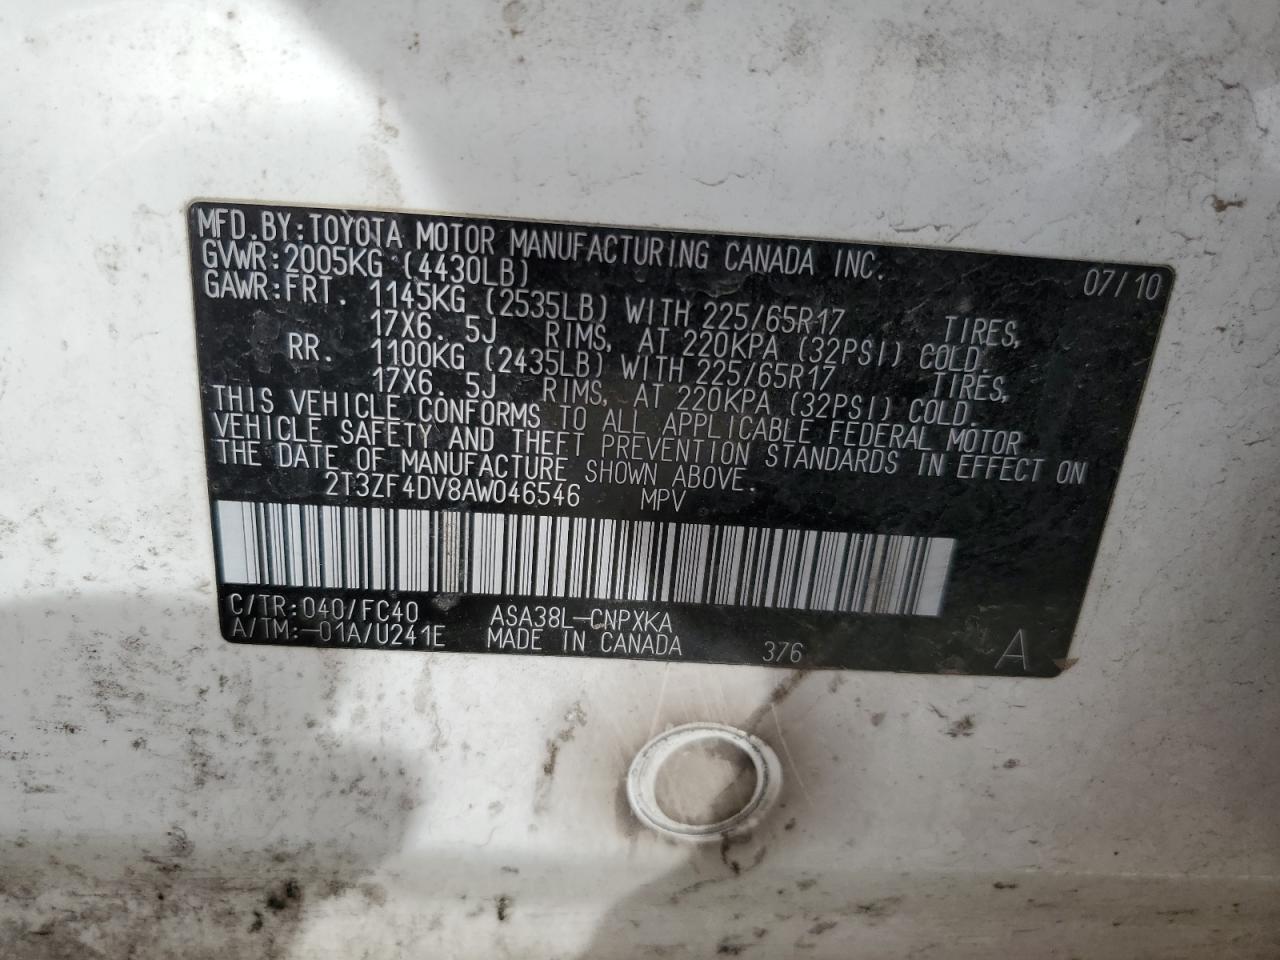 MFD.BY:TOYOTA MOTOR MANUFACTURING CANADA INC. 07/10
GVWR:2005KG (4430LB)
GAWR:FRT. 1145KG (2535LB) WITH 225/65R17 TIRES,
17X6. 5J RIMS, AT 220KPA (32PSI) COLD.
RR. 1100KG (2435LB) WITH 225/65R17 TIRES,
17X6. 5J RIMS, AT 220KPA (32PSI) COLD.
THIS VEHICLE CONFORMS TO ALL APPLICABLE FEDERAL MOTOR
VEHICLE SAFETY AND THEFT PREVENTION STANDARDS IN EFFECT ON
THE DATE OF MANUFACTURE SHOWN ABOVE.
2T3ZF4DV8AW046546 MPV
C/TR:040/FC40 ASA38L-CNPXKA
A/TM:-01A/U241E MADE IN CANADA 376 A